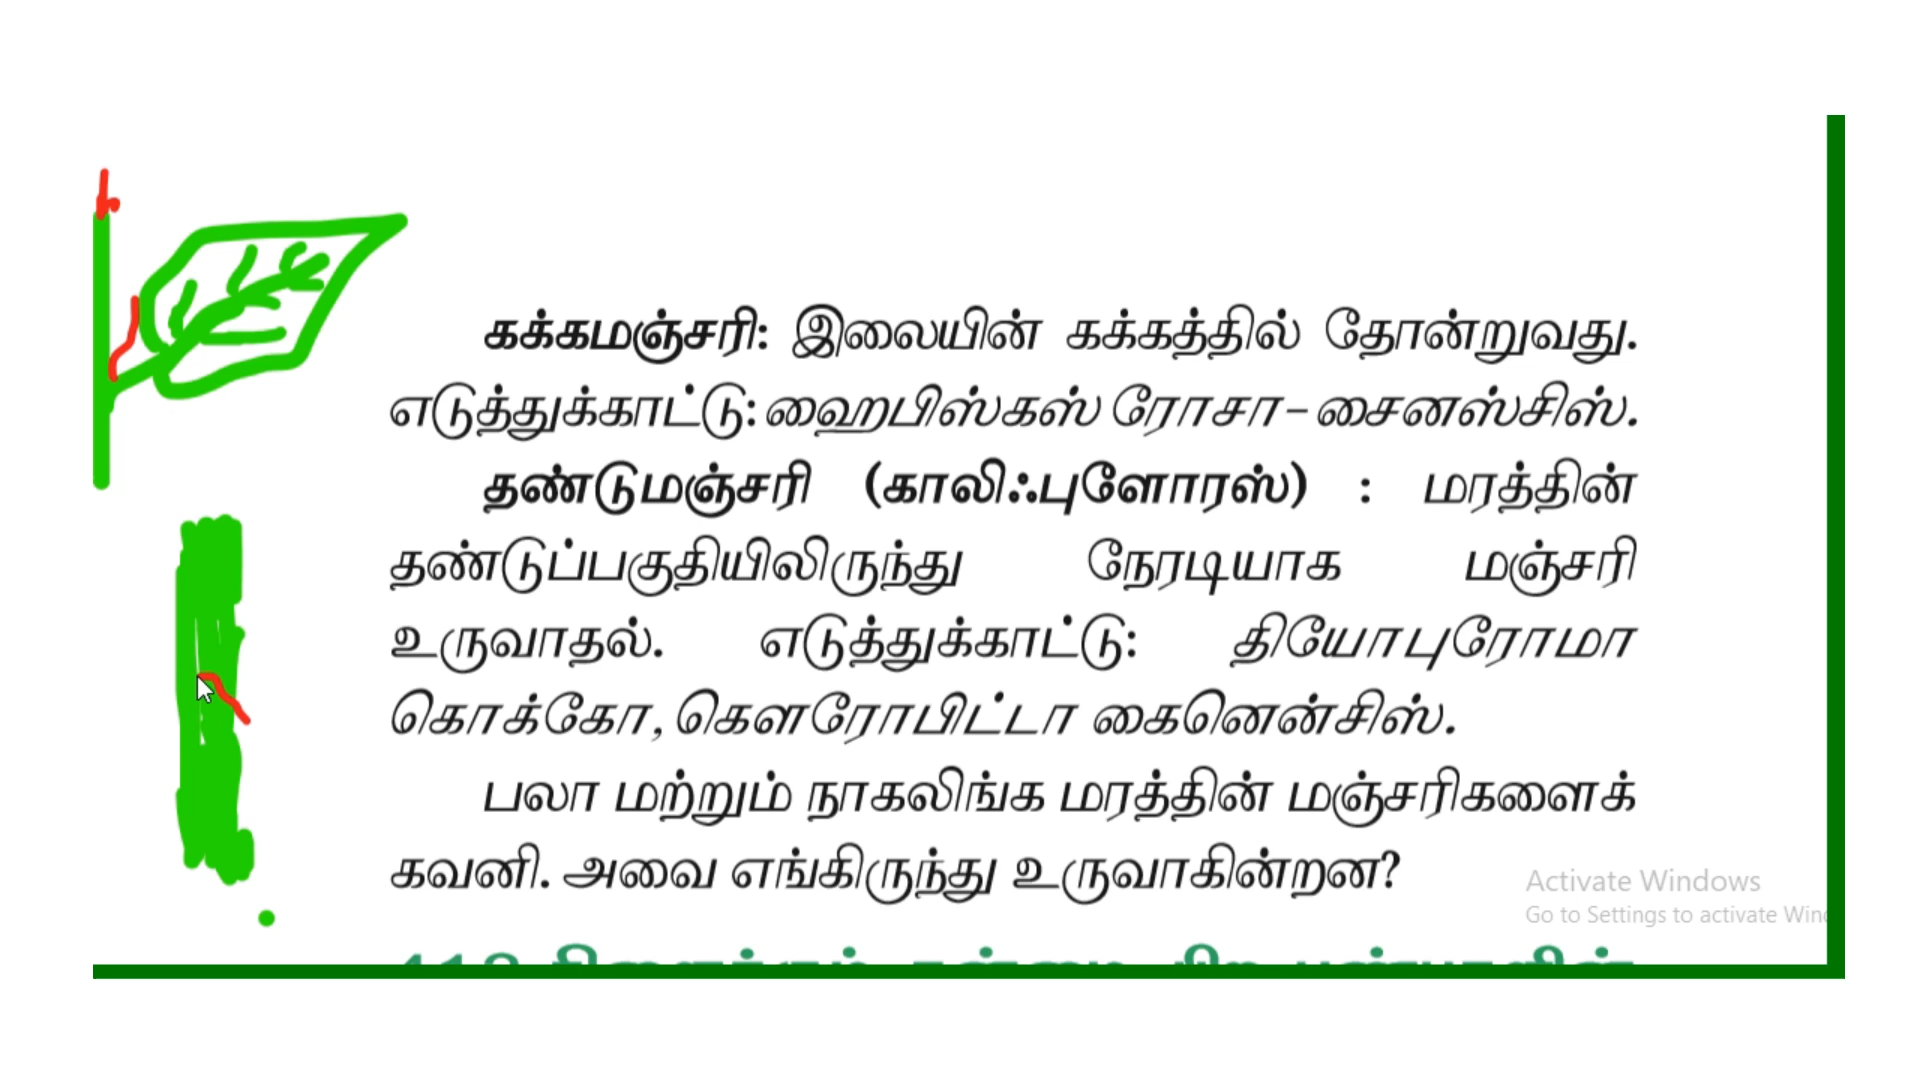 கக்கமஞ்சரி: இலையின் கக்கத்தில் தோன்றுவது.
எடுத்துக்காட்டு: ஹைபிஸ்கஸ் ரோசா-சைனஸ்சிஸ்.
தண்டுமஞ்சரி (காலிஃபுளோரஸ்) : மரத்தின்
தண்டுப்பகுதியிலிருந்து நேரடியாக மஞ்சரி
உருவாதல். எடுத்துக்காட்டு: தியோபுரோமா
கொக்கோ, கௌரோபிட்டா கைனென்சிஸ்.
பலா மற்றும் நாகலிங்க மரத்தின் மஞ்சரிகளைக்
கவனி. அவை எங்கிருந்து உருவாகின்றன?
Activate Windows
Go to Settings to activate